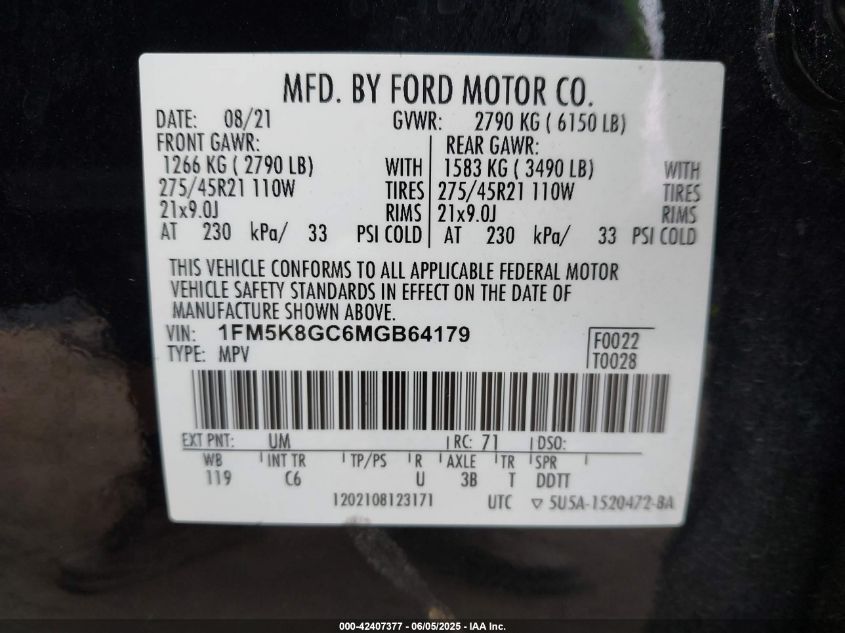 MFD. BY FORD MOTOR CO.
DATE: 08/21 GVWR: 2790 KG ( 6150 LB)
FRONT GAWR: REAR GAWR:
1266 KG ( 2790 LB) WITH 1583 KG ( 3490 LB) WITH
275/45R21 110W TIRES 275/45R21 110W TIRES
21x9.0J RIMS 21x9.0J RIMS
AT 230 kPa/ 33 PSI COLD AT 230 kPa/ 33 PSI COLD
THIS VEHICLE CONFORMS TO ALL APPLICABLE FEDERAL MOTOR
VEHICLE SAFETY STANDARDS IN EFFECT ON THE DATE OF
MANUFACTURE SHOWN ABOVE.
VIN: 1FM5K8GC6MGB64179 F0022
TYPE: MPV T0028
EXT PNT: UM RC: 71 DSO:
WB INT TR TP/PS R AXLE TR SPR
119 C6 U 3B T DDTT
1202108123171 UTC ▽ 5U5A-1520472-BA
000-42407377 - 06/05/2025 - IAA Inc.